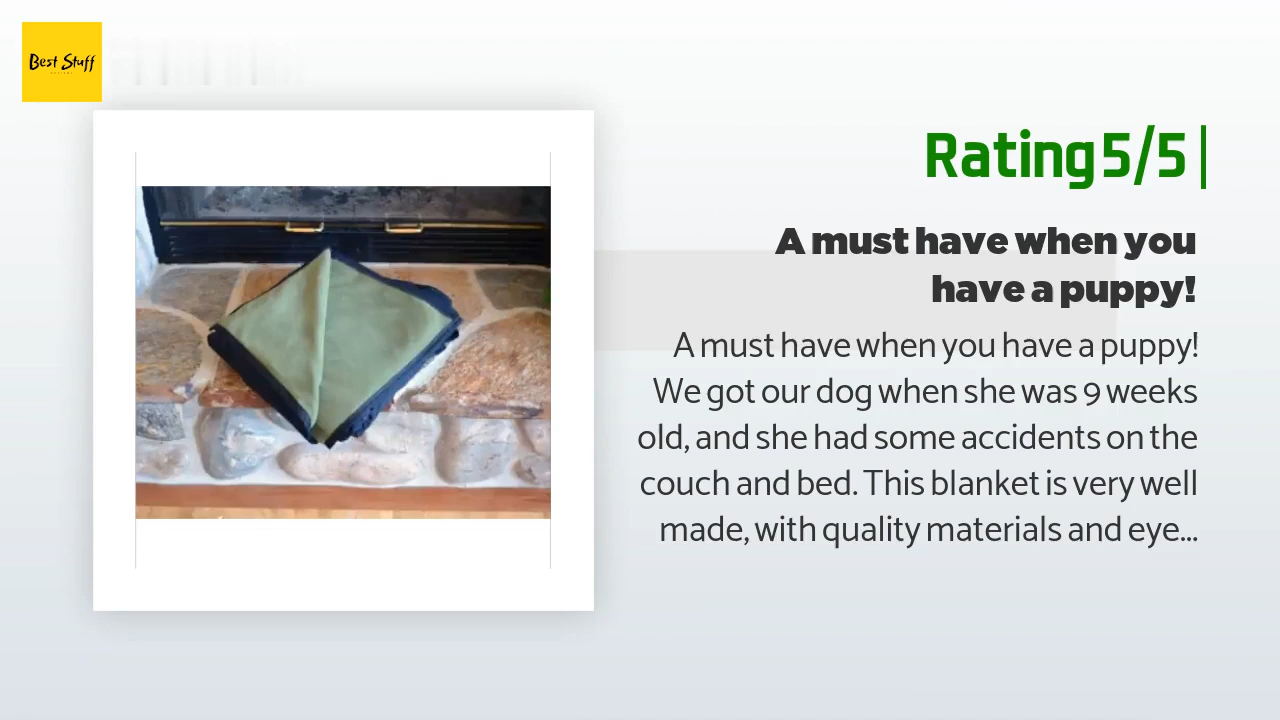 Best Stuff
Rating 5/5 |
A must have when you
have a puppy!
A must have when you have a puppy!
We got our dog when she was 9 weeks
old, and she had some accidents on the
couch and bed. This blanket is very well
made, with quality materials and eye...